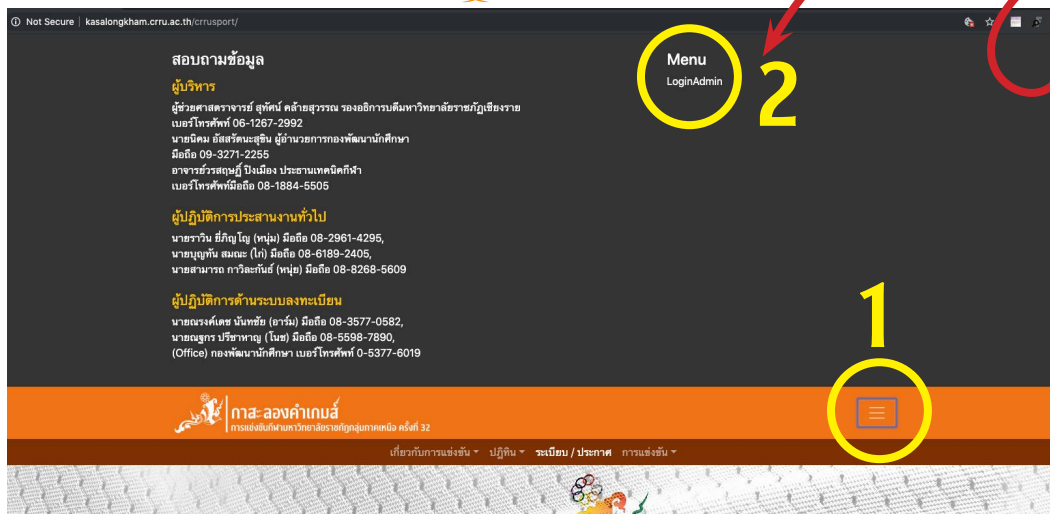 Not Secure | kasalongkham.crru.ac.th/crrusport/
สอบถามข้อมูล
ผู้บริหาร
ผู้ช่วยศาสตราจารย์ สุทัศน์ คล้ายสุวรรณ รองอธิการบดีมหาวิทยาลัยราชภัฏเชียงราย
เบอร์โทรศัพท์ 06-1267-2992
นายนิคม อัสสรัตนะสุขิน ผู้อำนวยการกองพัฒนานักศึกษา
มือถือ 09-3271-2255
อาจารย์วรสฤษฎิ์ ปิงเมือง ประธานเทคนิคกีฬา
เบอร์โทรศัพท์มือถือ 08-1884-5505
ผู้ปฏิบัติการประสานงานทั่วไป
นายราวิน ยี่ภิญโญ (หนุ่ม) มือถือ 08-2961-4295,
นายบุญทัน สมณะ (ไก่) มือถือ 08-6189-2405,
นายสามารถ กาวิละกันธ์ (หนุ่ย) มือถือ 08-8268-5609
ผู้ปฏิบัติการด้านระบบลงทะเบียน
นายณรงค์เดช นันทชัย (อาร์ม) มือถือ 08-3577-0582,
นายณฐกร ปรีชาหาญ (โนช) มือถือ 08-5598-7890,
(Office) กองพัฒนานักศึกษา เบอร์โทรศัพท์ 0-5377-6019
Menu
LoginAdmin
2
1
กาสะลองคำเกมส์
การแข่งขันกีฬามหาวิทยาลัยราชภัฏกลุ่มภาคเหนือ ครั้งที่ 32
เกี่ยวกับการแข่งขัน ปฎิทิน ระเบียบ / ประกาศ การแข่งขัน